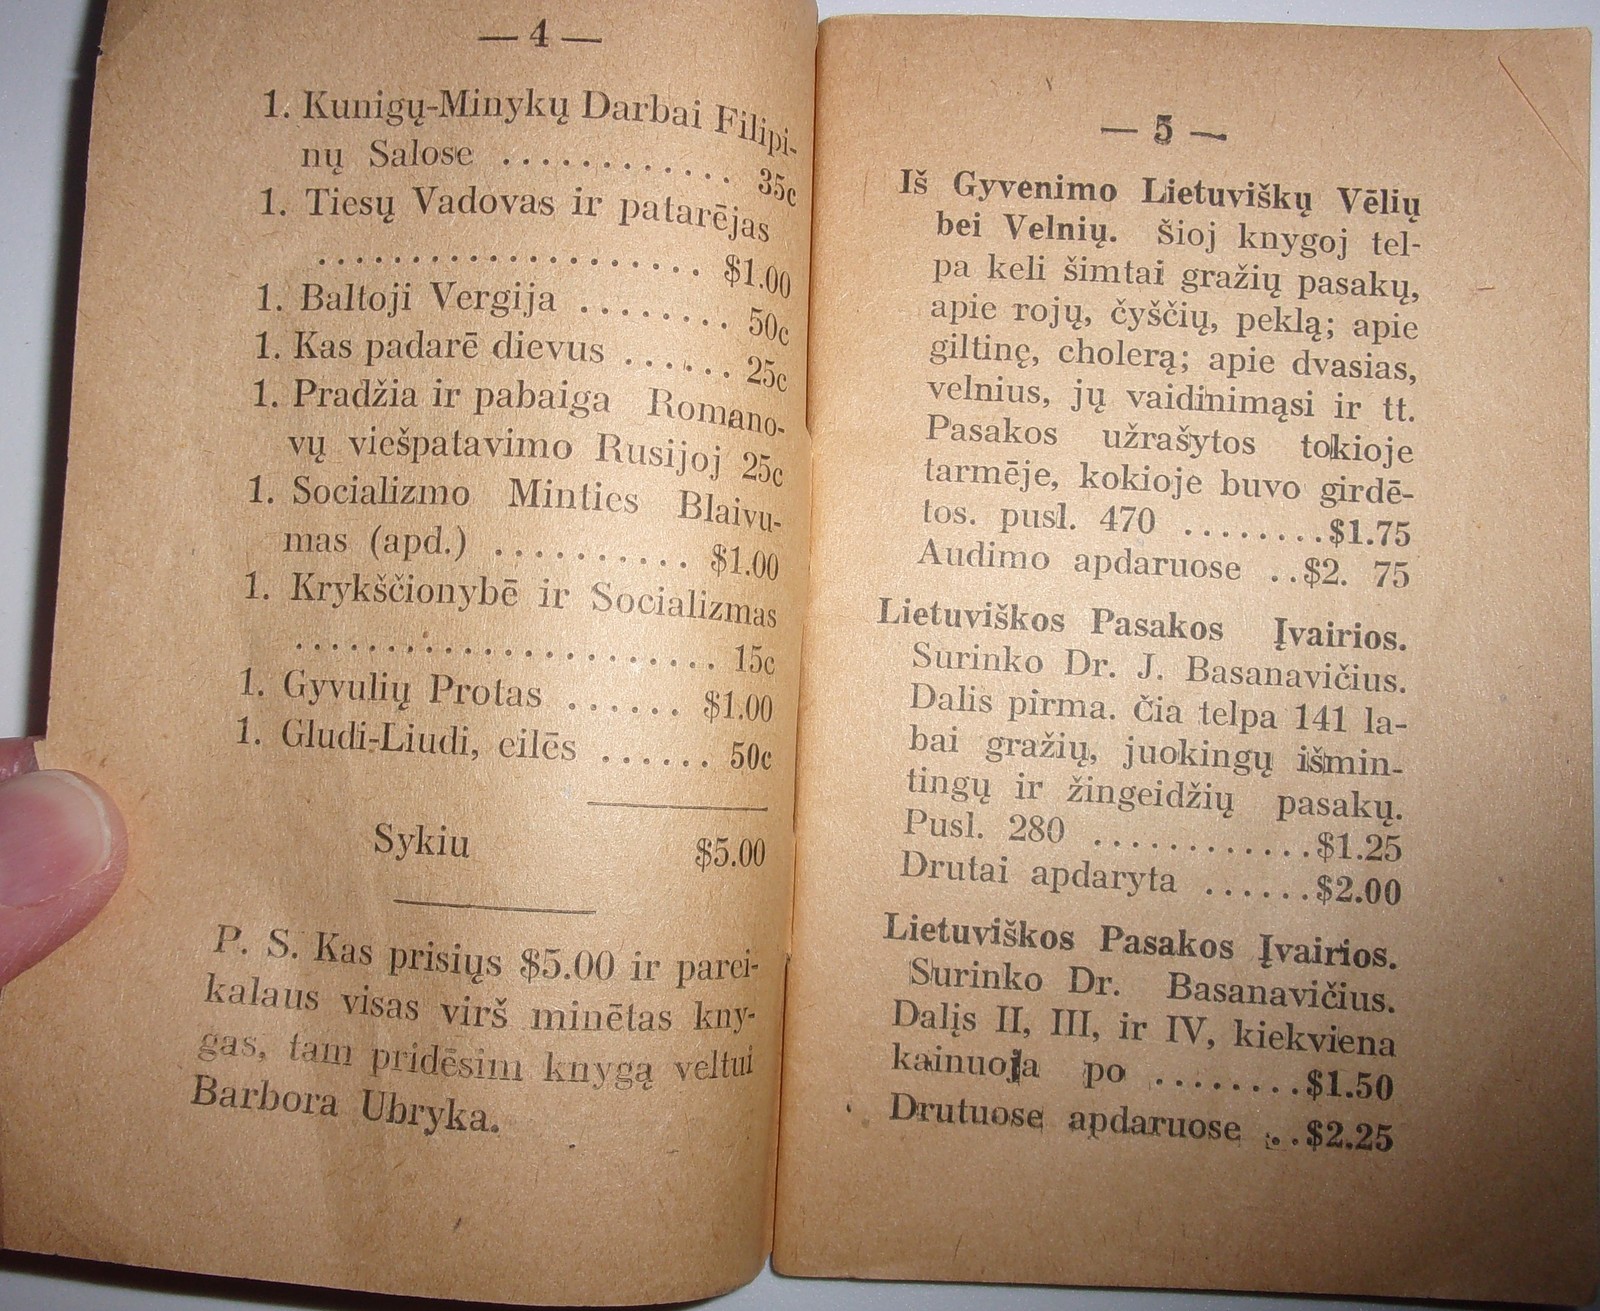 — 4 —
1. Kunigų-Minykų Darbai Filipi-
nų Salose ............ 35c
1. Tiesų Vadovas ir patarējas
..................... $1.00
1. Baltoji Vergija ........ 50c
1. Kas padarē dievus ...... 25c
1. Pradžia ir pabaiga Romano-
vų viešpatavimo Rusijoj 25c
1. Socializmo Minties Blaivu-
mas (apd.) .......... $1.00
1. Krykščionybē ir Socializmas
...................... 15c
1. Gyvulių Protas ...... $1.00
1. Gludi-Liudi, eilēs ...... 50c
Sykiu $5.00
P. S. Kas prisiųs $5.00 ir parei-
kalaus visas virš minētas kny-
gas, tam pridēsim knygą veltui
Barbora Ubryka.
— 5 —
Iš Gyvenimo Lietuviškų Vēlių
bei Velnių. Šioj knygoj tel-
pa keli šimtai gražių pasakų,
apie rojų, čyščių, peklą; apie
giltinę, cholerą; apie dvasias,
velnius, jų vaidinimąsi ir tt.
Pasakos užrašytos tokioje
tarmēje, kokioje buvo girdē-
tos. pusl. 470 ........$1.75
Audimo apdaruose ..$2. 75
Lietuviškos Pasakos Įvairios.
Surinko Dr. J. Basanavičius.
Dalis pirma. Čia telpa 141 la-
bai gražių, juokingų išmin-
tingų ir žingeidžių pasakų.
Pusl. 280 ............$1.25
Drutai apdaryta ......$2.00
Lietuviškos Pasakos Įvairios.
Surinko Dr. Basanavičius.
Dalįs II, III, ir IV, kiekviena
kainuoja po ........$1.50
Drutuose apdaruose ...$2.25